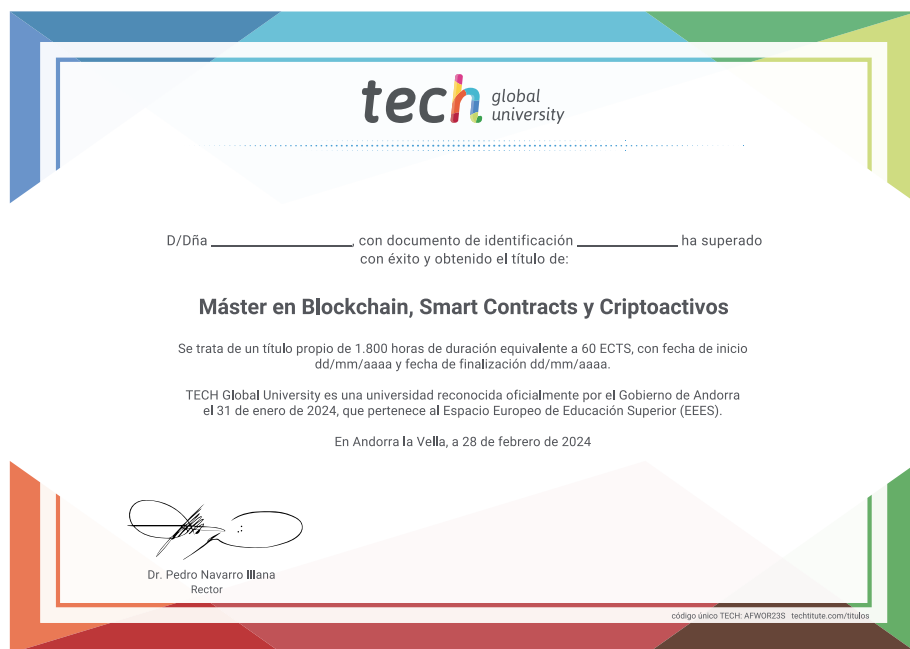 tech global university
D/Dña ______________, con documento de identificación __________ ha superado
con éxito y obtenido el título de:
Máster en Blockchain, Smart Contracts y Criptoactivos
Se trata de un título propio de 1.800 horas de duración equivalente a 60 ECTS, con fecha de inicio
dd/mm/aaaa y fecha de finalización dd/mm/aaaa.
TECH Global University es una universidad reconocida oficialmente por el Gobierno de Andorra
el 31 de enero de 2024, que pertenece al Espacio Europeo de Educación Superior (EEES).
En Andorra la Vella, a 28 de febrero de 2024
Dr. Pedro Navarro Illana
Rector
código único TECH: AFWOR23S techtitute.com/titulos